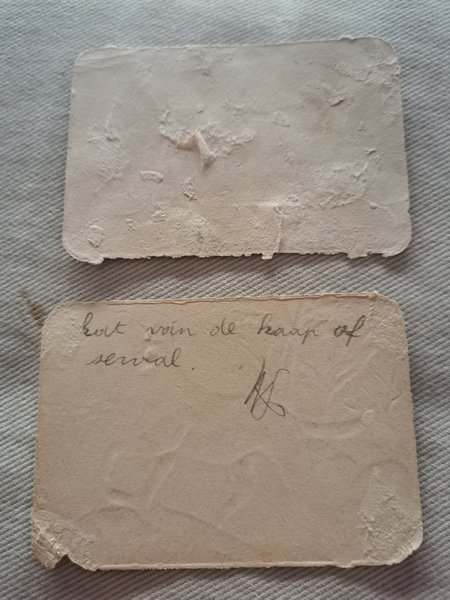 kat van de kaap of
serval.